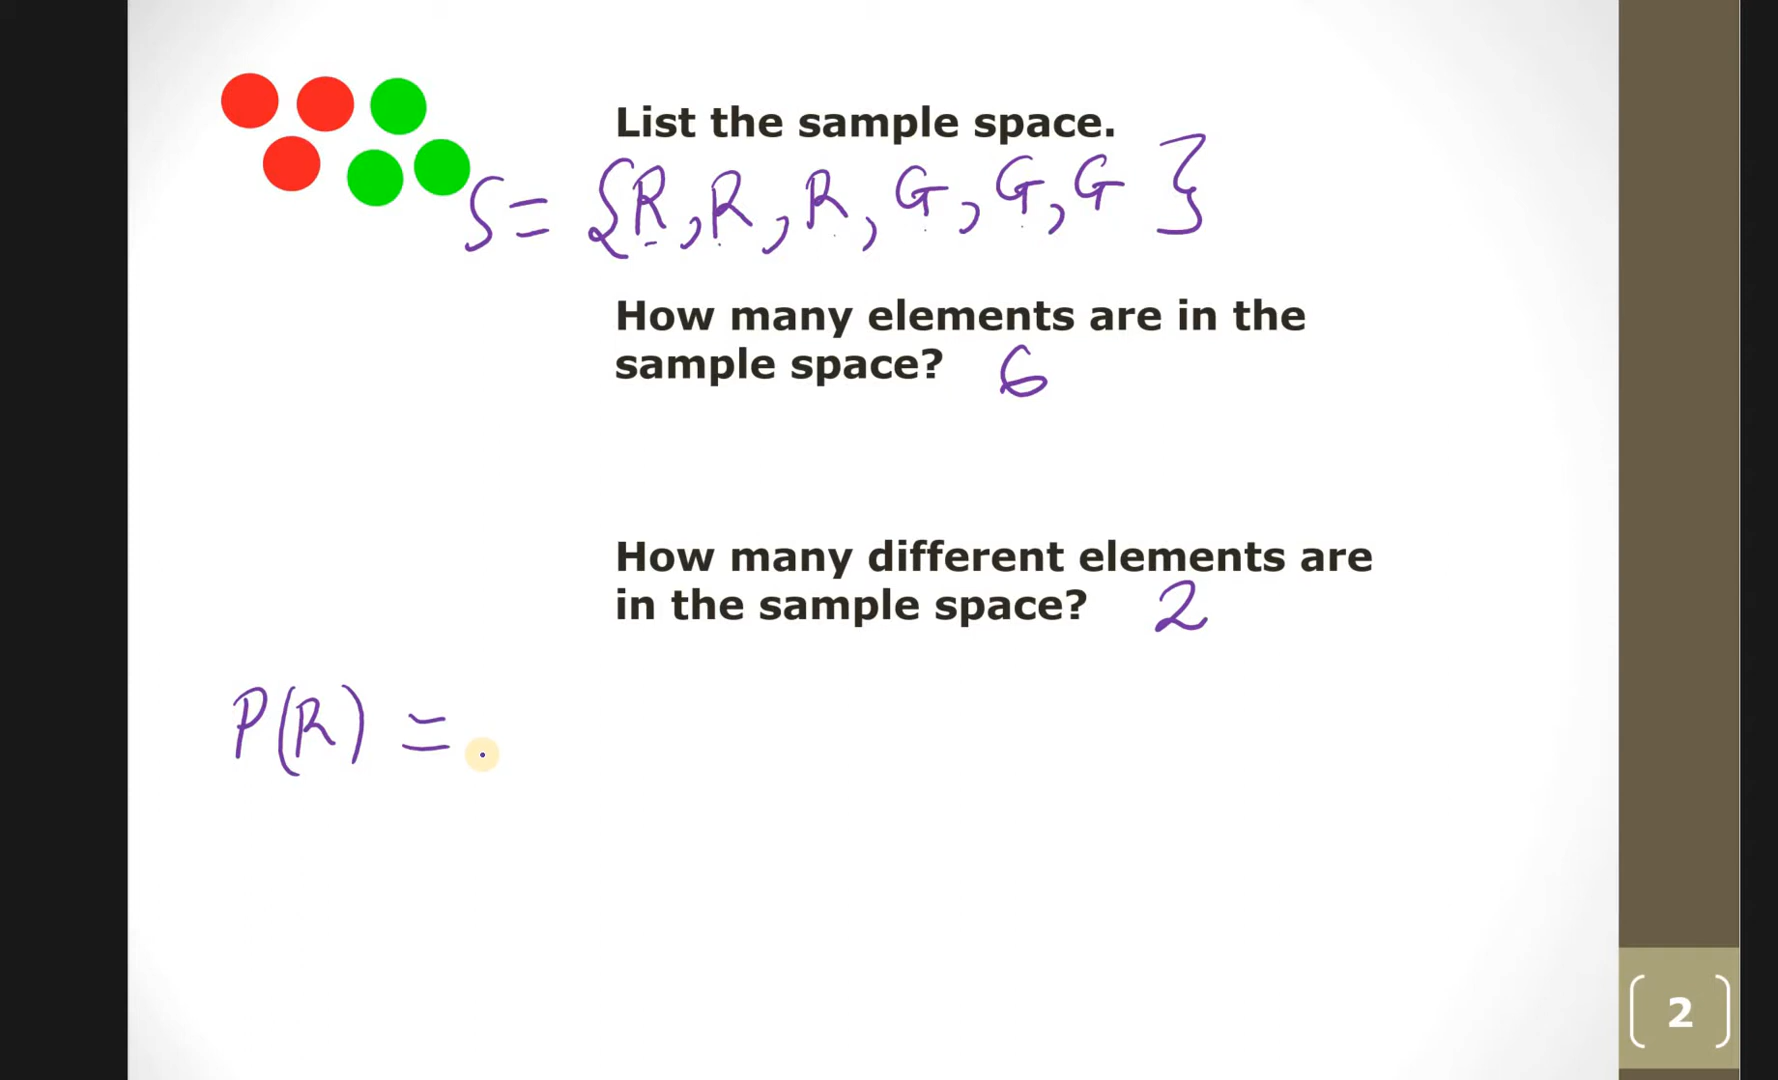 List the sample space.
S = {R, R, R, G, G, G}
How many elements are in the
sample space? 6
How many different elements are
in the sample space? 2
P(R) =
2